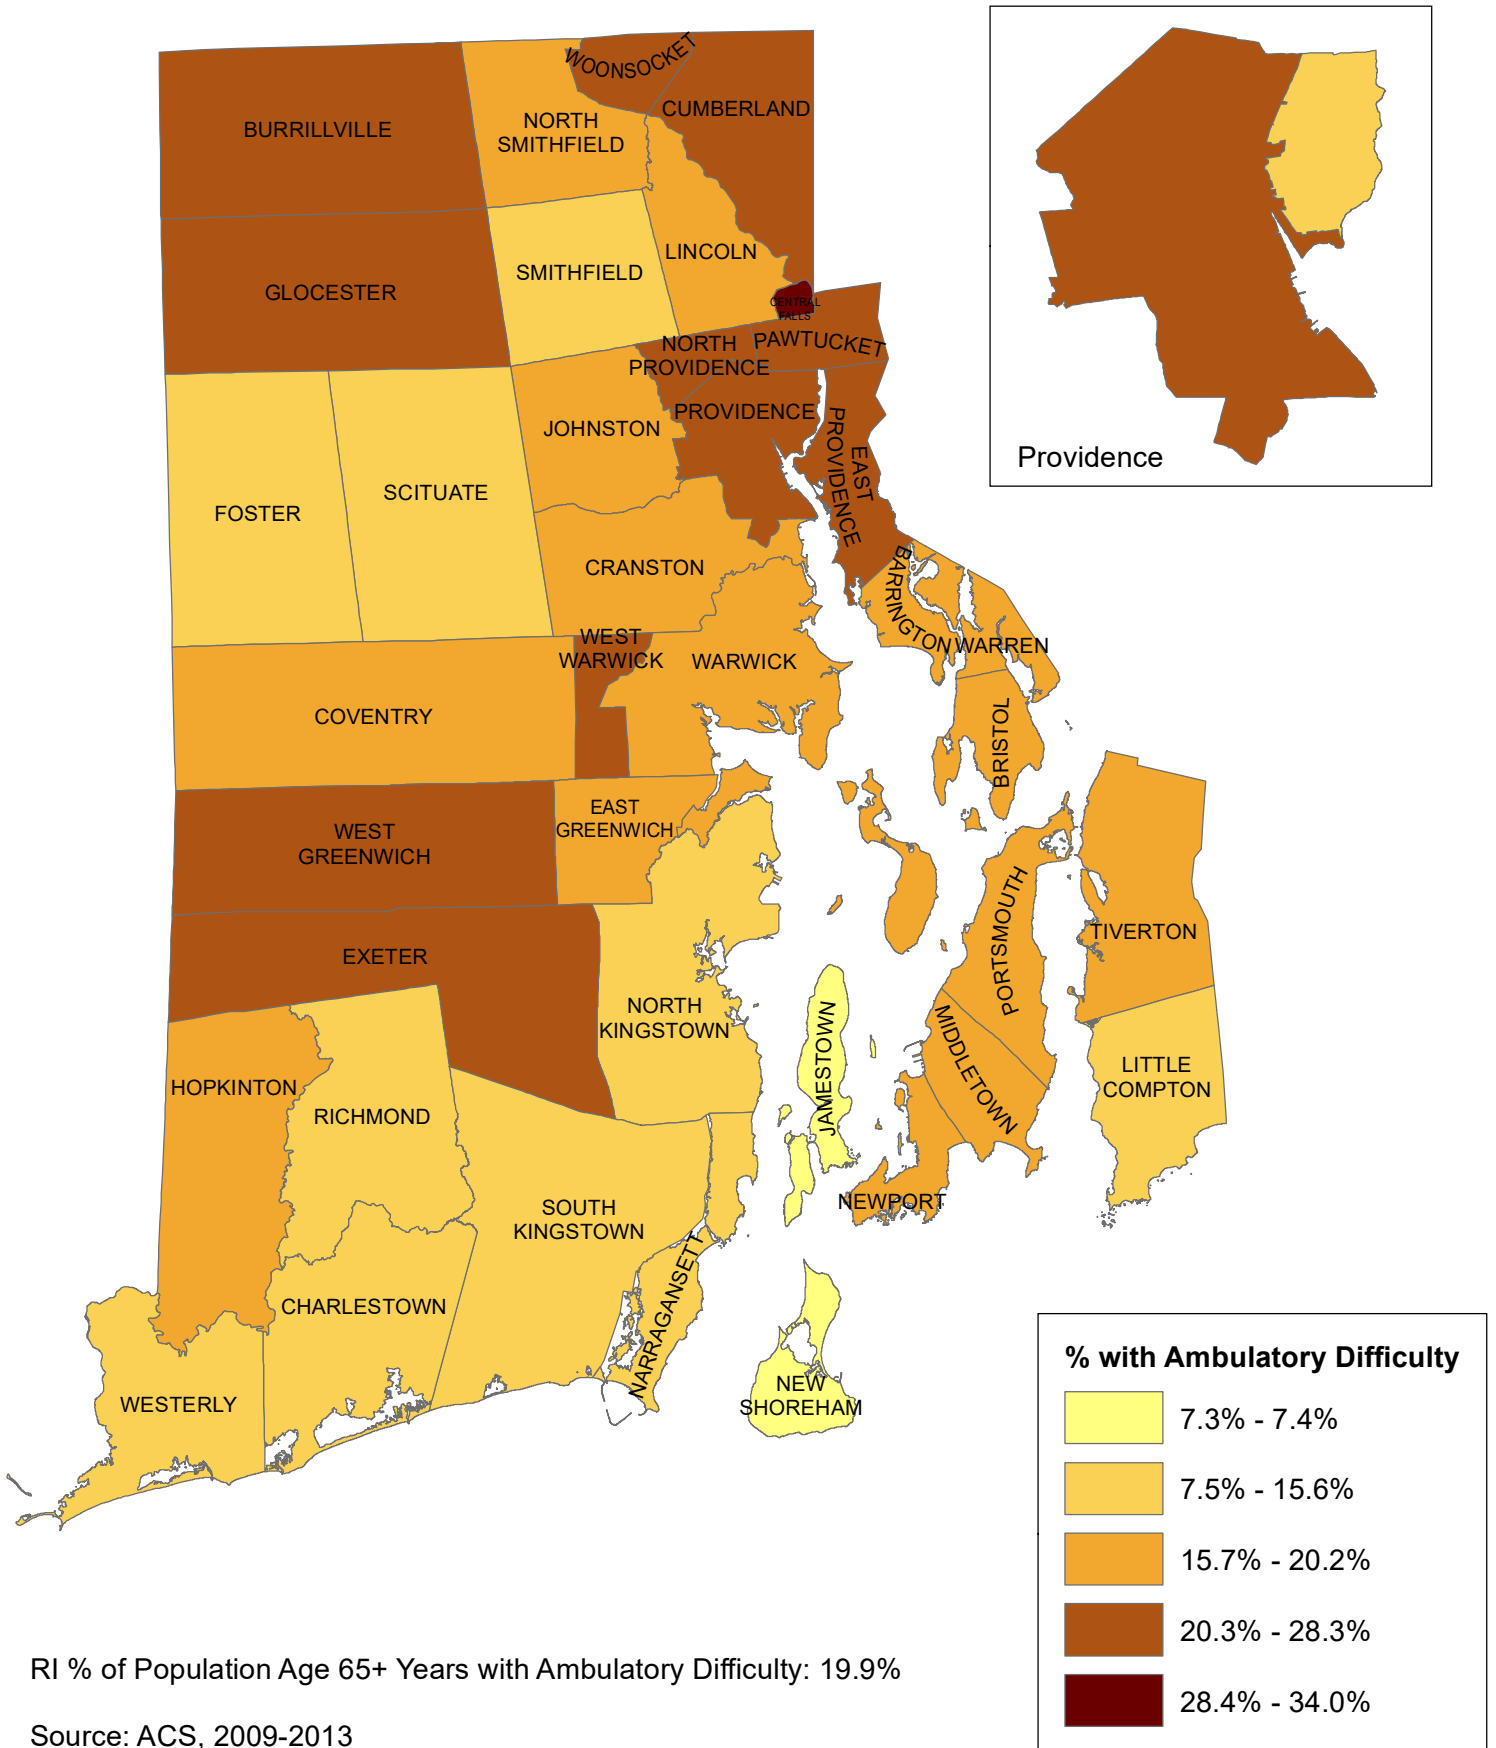 WOONSOCKET
CUMBERLAND
BURRILLVILLE
NORTH
SMITHFIELD
LINCOLN
SMITHFIELD
GLOCESTER
CENTRAL
FALLS
NORTH
PROVIDENCE
PAWTUCKET
PROVIDENCE
JOHNSTON
EAST
PROVIDENCE
Providence
SCITUATE
FOSTER
CRANSTON
BARRINGTON
WARREN
WEST
WARWICK
WARWICK
COVENTRY
BRISTOL
EAST
GREENWICH
WEST
GREENWICH
PORTSMOUTH
TIVERTON
EXETER
NORTH
KINGSTOWN
JAMESTOWN
MIDDLETOWN
LITTLE
COMPTON
HOPKINTON
RICHMOND
SOUTH
KINGSTOWN
NEWPORT
NARRAGANSETT
CHARLESTOWN
WESTERLY
NEW
SHOREHAM
% with Ambulatory Difficulty
7.3% - 7.4%
7.5% - 15.6%
15.7% - 20.2%
20.3% - 28.3%
28.4% - 34.0%
RI % of Population Age 65+ Years with Ambulatory Difficulty: 19.9%
Source: ACS, 2009-2013